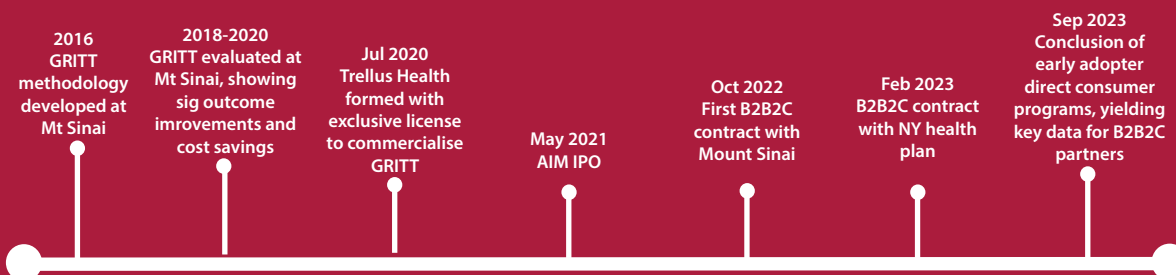 2016
GRITT
methodology
developed at
Mt Sinai
2018-2020
GRITT evaluated at
Mt Sinai, showing
sig outcome
imrovements and
cost savings
Jul 2020
Trellus Health
formed with
exclusive license
to commercialise
GRITT
May 2021
AIM IPO
Oct 2022
First B2B2C
contract with
Mount Sinai
Feb 2023
B2B2C contract
with NY health
plan
Sep 2023
Conclusion of
early adopter
direct consumer
programs, yielding
key data for B2B2C
partners